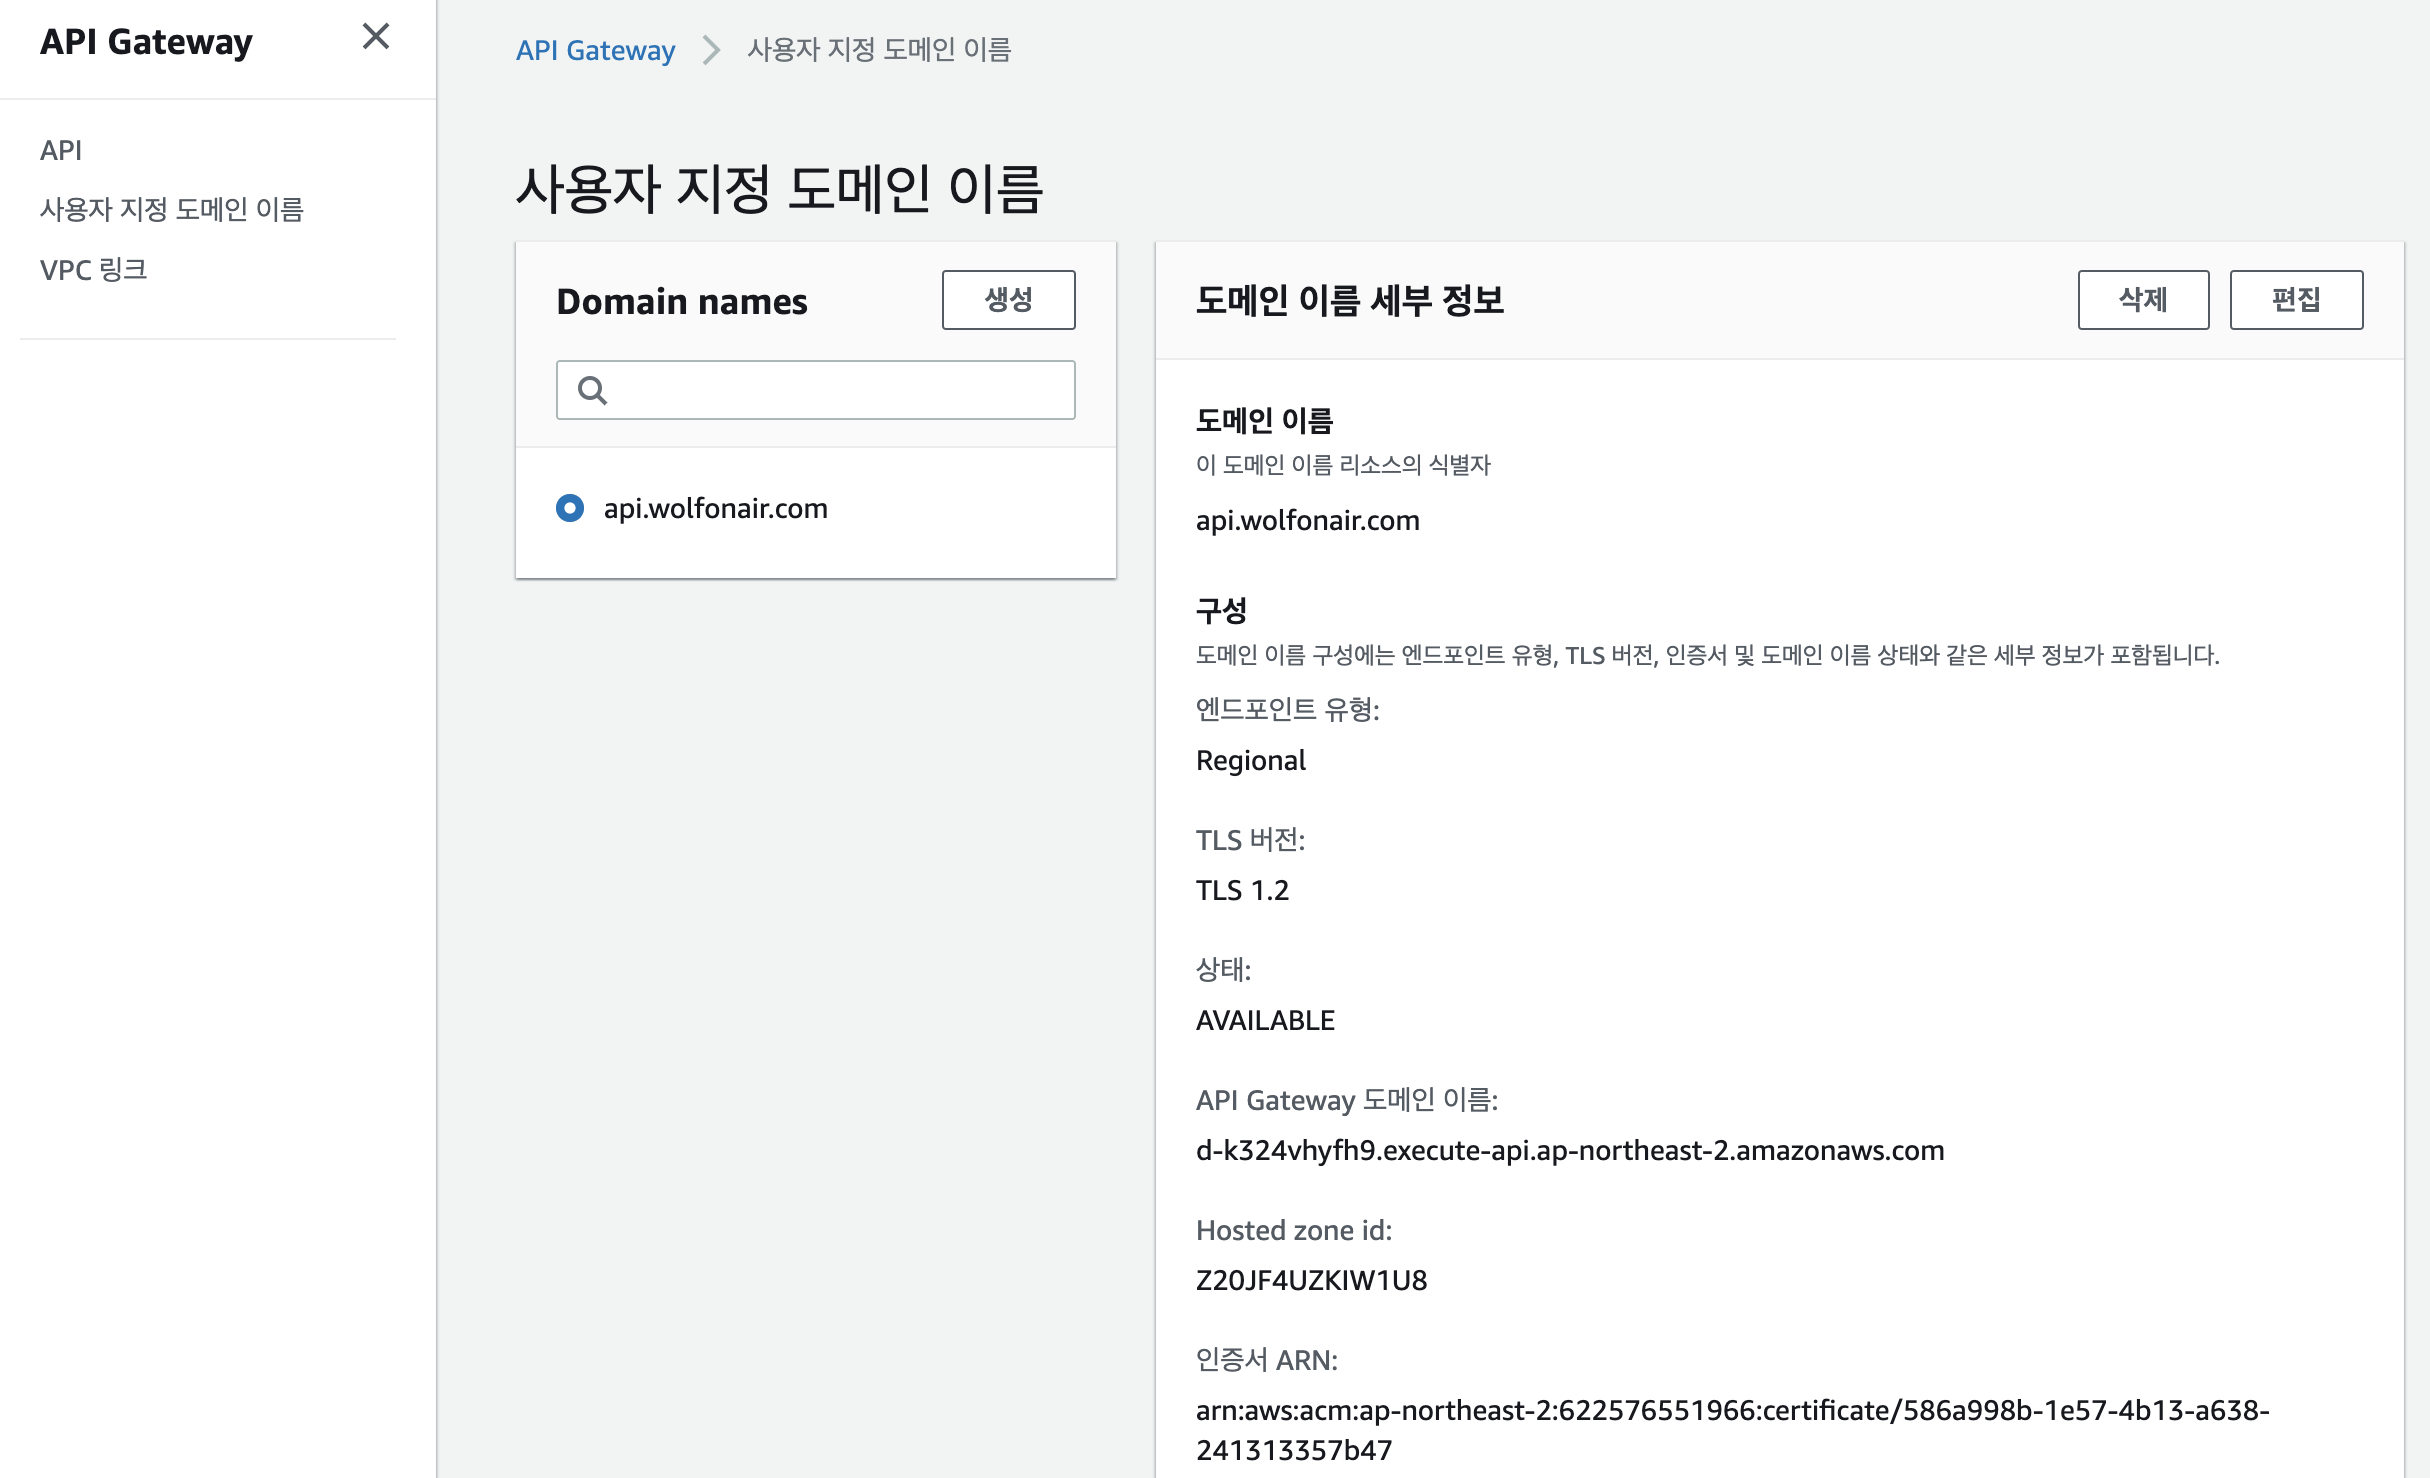 API Gateway
API
사용자 지정 도메인 이름
VPC 링크
API Gateway
사용자 지정 도메인 이름
사용자 지정 도메인 이름
Domain names
생성
api.wolfonair.com
도메인 이름 세부 정보
삭제
편집
도메인 이름
이 도메인 이름 리소스의 식별자
api.wolfonair.com
구성
도메인 이름 구성에는 엔드포인트 유형, TLS 버전, 인증서 및 도메인 이름 상태와 같은 세부 정보가 포함됩니다.
엔드포인트 유형:
Regional
TLS 버전:
TLS 1.2
상태:
AVAILABLE
API Gateway 도메인 이름:
d-k324vhyfh9.execute-api.ap-northeast-2.amazonaws.com
Hosted zone id:
Z20JF4UZKIW1U8
인증서 ARN:
arn:aws:acm:ap-northeast-2:622576551966:certificate/586a998b-1e57-4b13-a638-
241313357b47